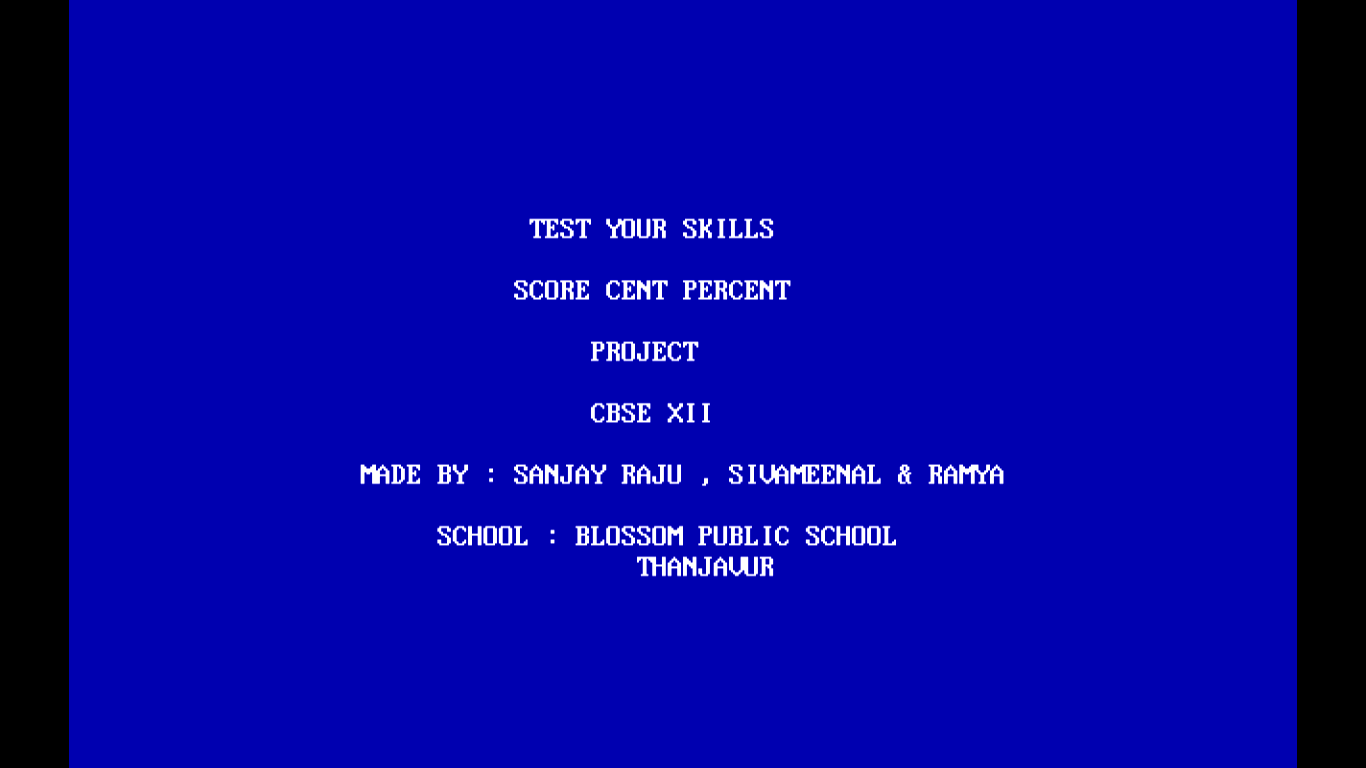 TEST YOUR SKILLS
SCORE CENT PERCENT
PROJECT
CBSE XII
MADE BY : SANJAY RAJU , SIVAMEENAL & RAMYA
SCHOOL : BLOSSOM PUBLIC SCHOOL
THANJAVUR